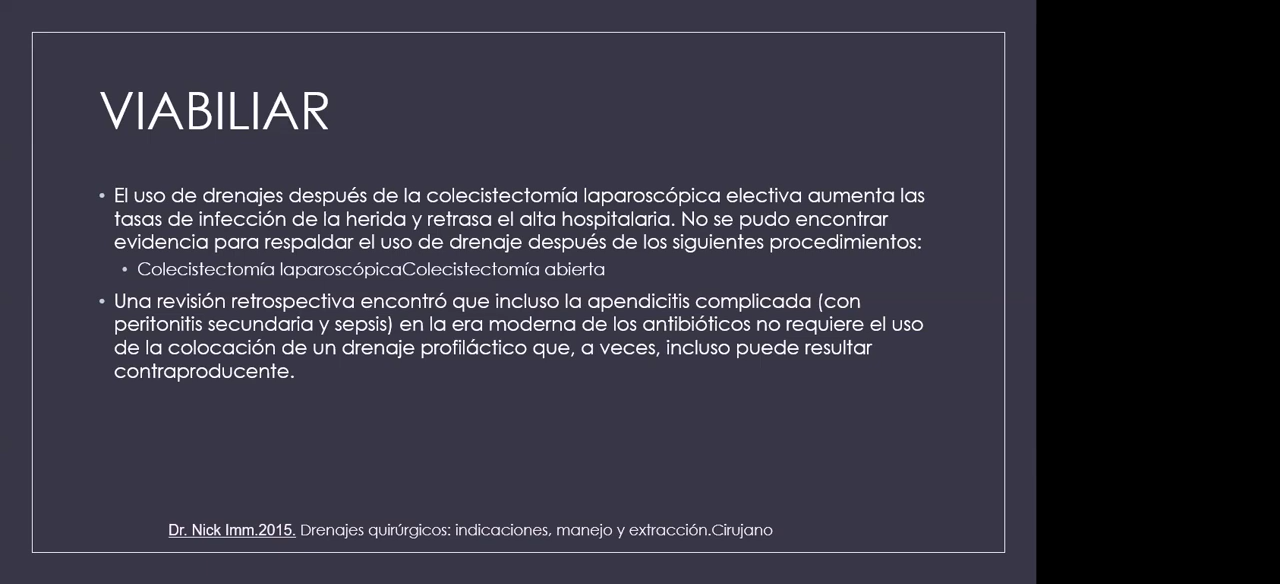 VIABILIAR
• El uso de drenajes después de la colecistectomía laparoscópica electiva aumenta las
tasas de infección de la herida y retrasa el alta hospitalaria. No se pudo encontrar
evidencia para respaldar el uso de drenaje después de los siguientes procedimientos:
• Colecistectomía laparoscópicaColecistectomía abierta
• Una revisión retrospectiva encontró que incluso la apendicitis complicada (con
peritonitis secundaria y sepsis) en la era moderna de los antibióticos no requiere el uso
de la colocación de un drenaje profiláctico que, a veces, incluso puede resultar
contraproducente.
Dr. Nick Imm.2015. Drenajes quirúrgicos: indicaciones, manejo y extracción.Cirujano